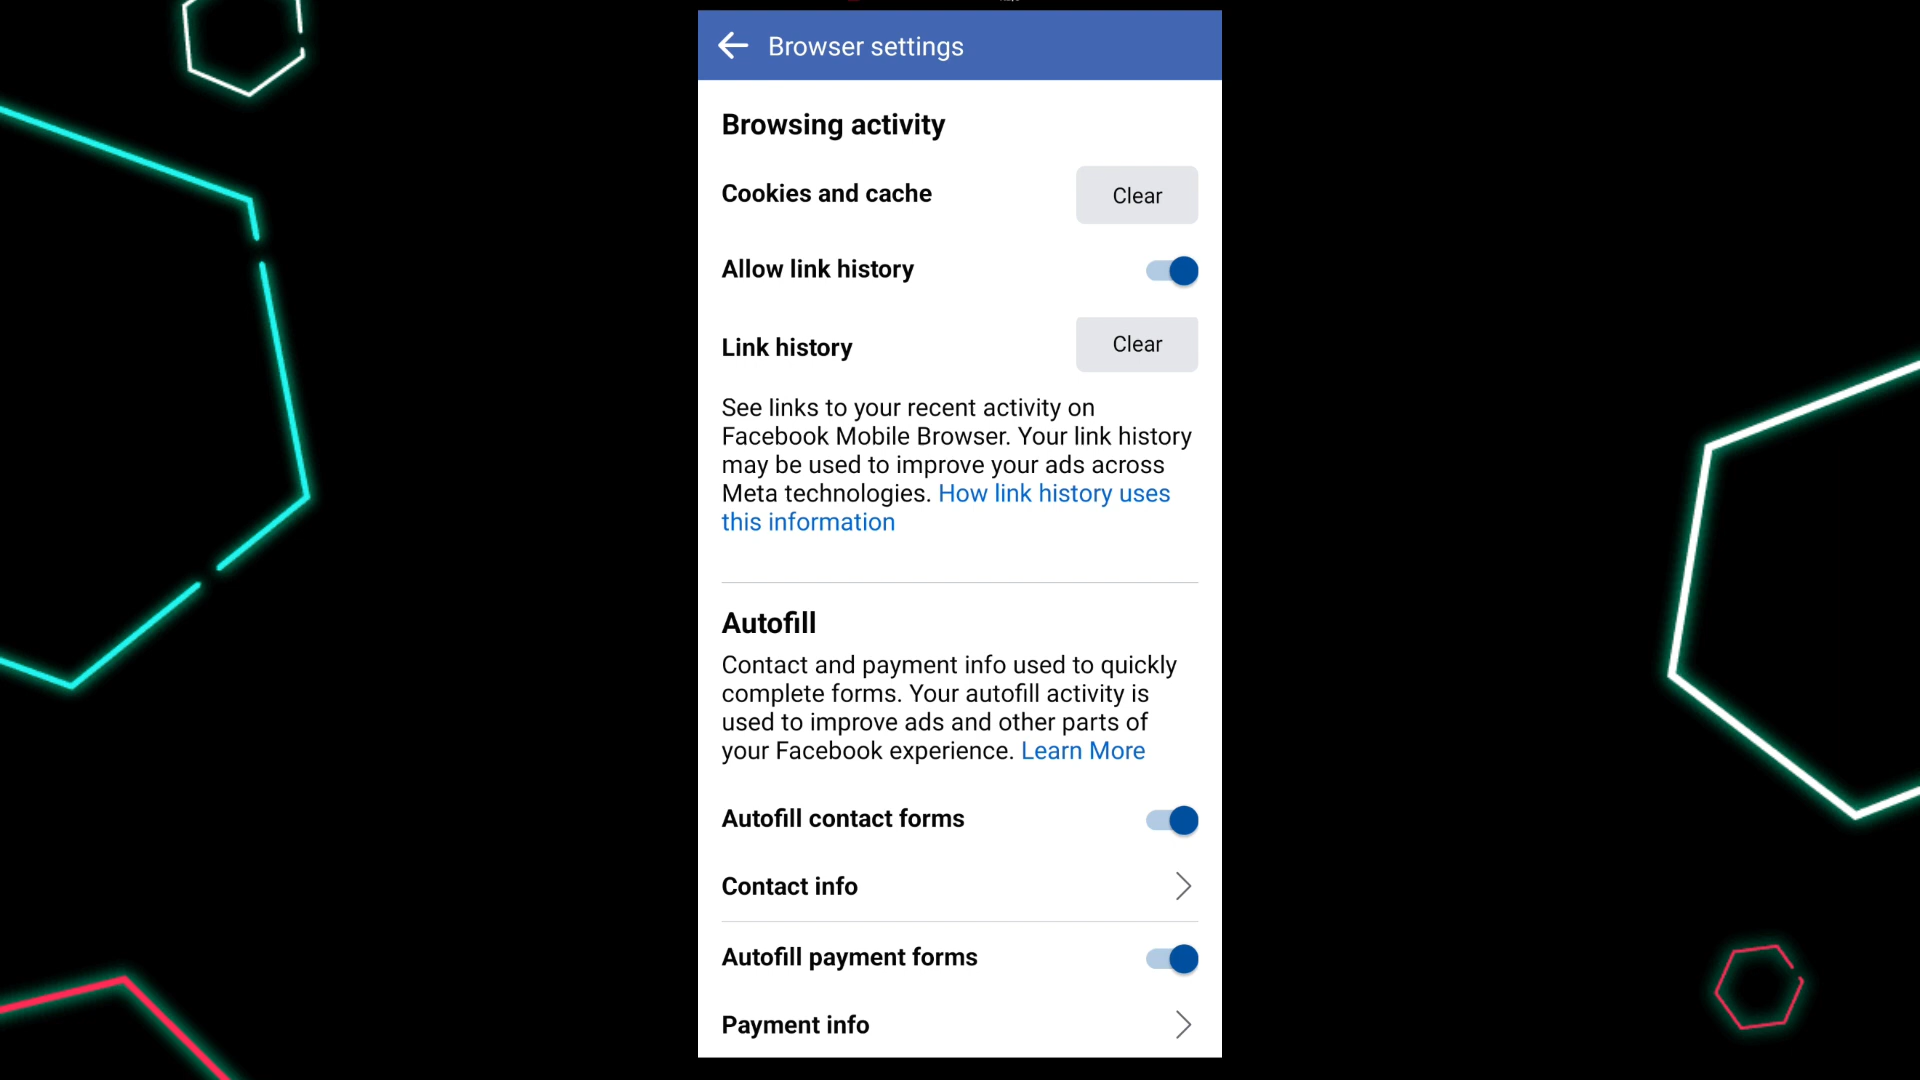 Browser settings
Browsing activity
Cookies and cache
Clear
Allow link history
Link history
Clear
See links to your recent activity on
Facebook Mobile Browser. Your link history
may be used to improve your ads across
Meta technologies. How link history uses
this information
Autofill
Contact and payment info used to quickly
complete forms. Your autofill activity is
used to improve ads and other parts of
your Facebook experience. Learn More
Autofill contact forms
Contact info
Autofill payment forms
Payment info